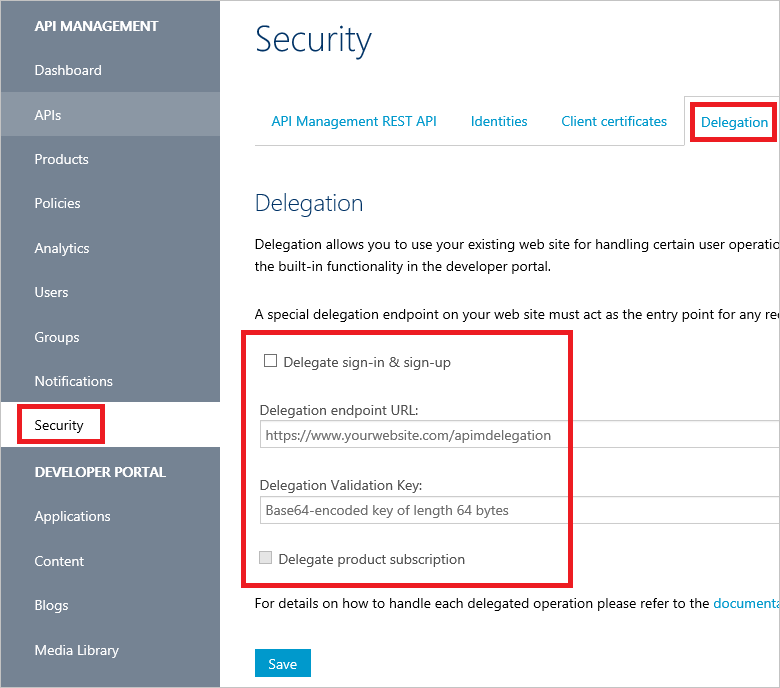 API MANAGEMENT
Dashboard
APIs
Products
Policies
Analytics
Users
Groups
Notifications
Security
DEVELOPER PORTAL
Applications
Content
Blogs
Media Library
Security
API Management REST API Identities Client certificates Delegation
Delegation
Delegation allows you to use your existing web site for handling certain user operatio
the built-in functionality in the developer portal.
A special delegation endpoint on your web site must act as the entry point for any re
Delegate sign-in & sign-up
Delegation endpoint URL:
https://www.yourwebsite.com/apimdelegation
Delegation Validation Key:
Base64-encoded key of length 64 bytes
Delegate product subscription
For details on how to handle each delegated operation please refer to the documenta
Save